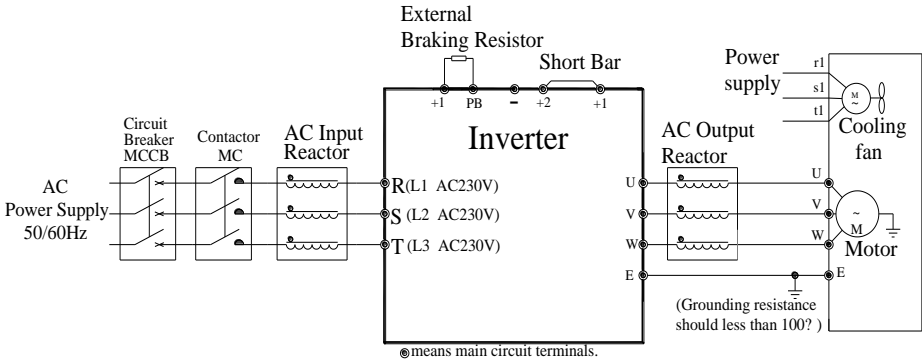 External
Braking Resistor
Short Bar
+1
PB
-
+2
+1
Power
supply
r1
s1
t1
M
~
Cooling
fan
Circuit
Breaker
MCCB
Contactor
MC
AC Input
Reactor
Inverter
AC Output
Reactor
AC
Power Supply
50/60Hz
R (L1 AC230V)
S (L2 AC230V)
T (L3 AC230V)
U
V
W
E
U
V
W
E
~
M
Motor
(Grounding resistance
should less than 100? )
means main circuit terminals.